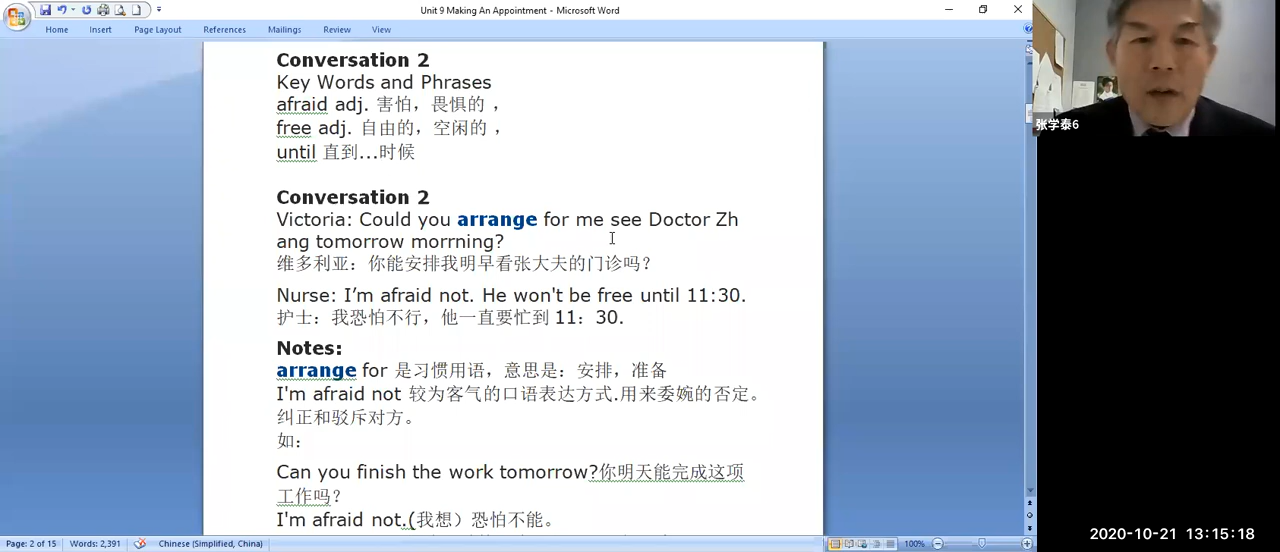 Unit 9 Making An Appointment - Microsoft Word
Home Insert Page Layout References Mailings Review View
Conversation 2
Key Words and Phrases
afraid adj. 害怕，畏惧的 ，
free adj. 自由的，空闲的 ，
until 直到...时候
Conversation 2
Victoria: Could you arrange for me see Doctor Zh
ang tomorrow morrning?
维多利亚：你能安排我明早看张大夫的门诊吗？
Nurse: I’m afraid not. He won't be free until 11:30.
护士：我恐怕不行，他一直要忙到 11：30.
Notes:
arrange for 是习惯用语，意思是：安排，准备
I'm afraid not 较为客气的口语表达方式.用来委婉的否定。
纠正和驳斥对方。
如：
Can you finish the work tomorrow?你明天能完成这项
工作吗？
I'm afraid not.(我想）恐怕不能。
Page: 2 of 15 Words: 2,391 Chinese (Simplified, China) 100%
张学泰6
2020-10-21 13:15:18